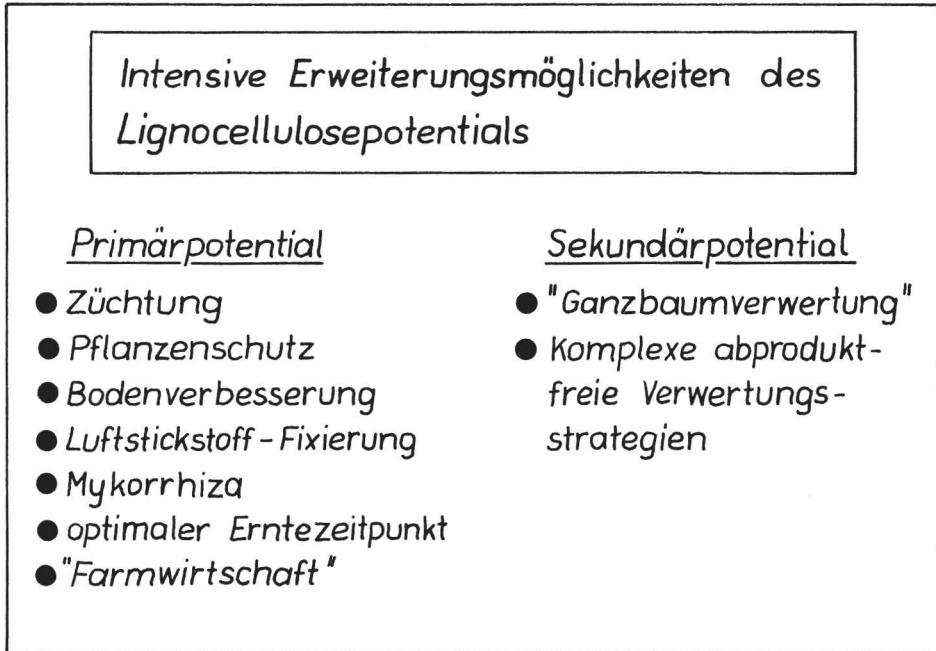 Intensive Erweiterungsmöglichkeiten des
Lignocellulosepotentials
Primärpotential
● Züchtung
● Pflanzenschutz
● Bodenverbesserung
● Luftstickstoff-Fixierung
● Mykorrhiza
● optimaler Erntezeitpunkt
● "Farmwirtschaft"
Sekundärpotential
● "Ganzbaumverwertung"
● Komplexe abprodukt-
freie Verwertungs-
strategien